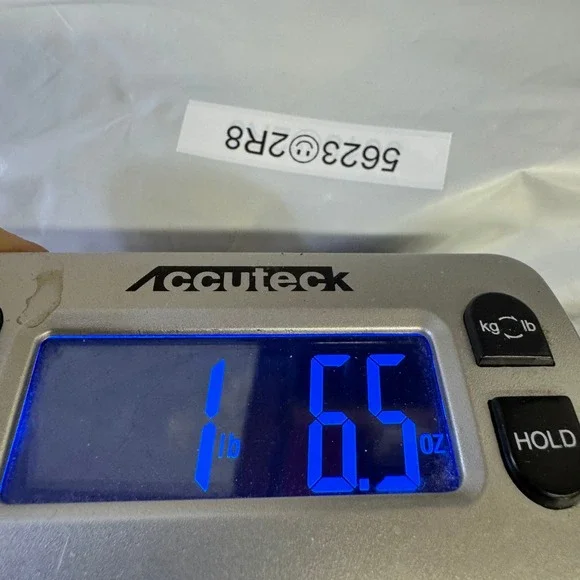 5623☺2R8
ACCUTECK
kg lb
1 lb 6.5 oz
HOLD